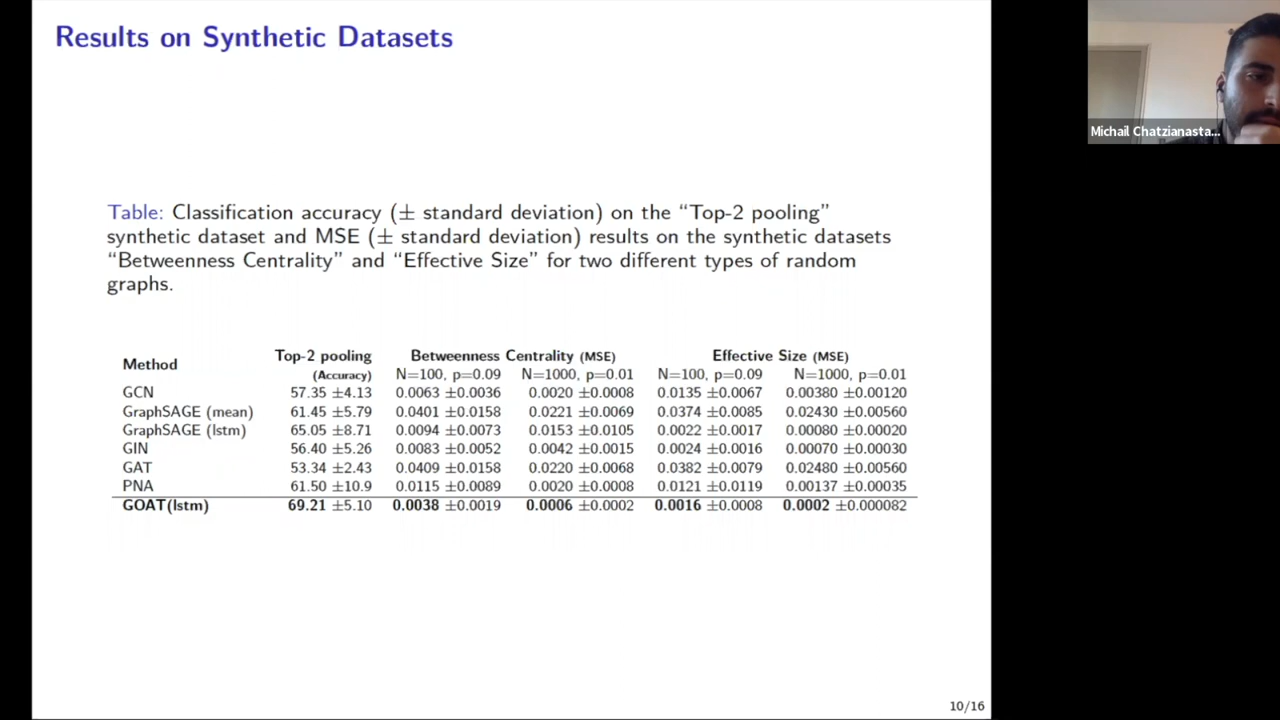 Results on Synthetic Datasets
Michail Chatzianasta...
Table: Classification accuracy (± standard deviation) on the “Top-2 pooling”
synthetic dataset and MSE (± standard deviation) results on the synthetic datasets
“Betweenness Centrality” and “Effective Size” for two different types of random
graphs.
Method Top-2 pooling Betweenness Centrality (MSE) Effective Size (MSE)
(Accuracy) N=100, p=0.09 N=1000, p=0.01 N=100, p=0.09 N=1000, p=0.01
GCN 57.35 ±4.13 0.0063 ±0.0036 0.0020 ±0.0008 0.0135 ±0.0067 0.00380 ±0.00120
GraphSAGE (mean) 61.45 ±5.79 0.0401 ±0.0158 0.0221 ±0.0069 0.0374 ±0.0085 0.02430 ±0.00560
GraphSAGE (lstm) 65.05 ±8.71 0.0094 ±0.0073 0.0153 ±0.0105 0.0022 ±0.0017 0.00080 ±0.00020
GIN 56.40 ±5.26 0.0083 ±0.0052 0.0042 ±0.0015 0.0024 ±0.0016 0.00070 ±0.00030
GAT 53.34 ±2.43 0.0409 ±0.0158 0.0220 ±0.0068 0.0382 ±0.0079 0.02480 ±0.00560
PNA 61.50 ±10.9 0.0115 ±0.0089 0.0020 ±0.0008 0.0121 ±0.0119 0.00137 ±0.00035
GOAT(lstm) 69.21 ±5.10 0.0038 ±0.0019 0.0006 ±0.0002 0.0016 ±0.0008 0.0002 ±0.000082
10/16